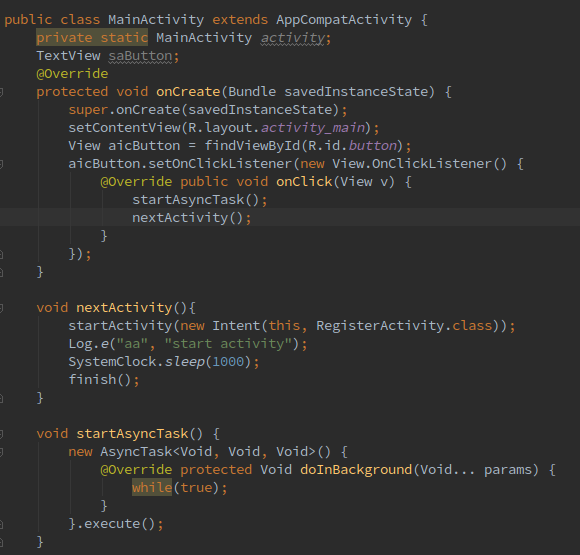 public class MainActivity extends AppCompatActivity {
    private static MainActivity activity;
    TextView saButton;
    @Override
    protected void onCreate(Bundle savedInstanceState) {
        super.onCreate(savedInstanceState);
        setContentView(R.layout.activity_main);
        View aicButton = findViewById(R.id.button);
        aicButton.setOnClickListener(new View.OnClickListener() {
            @Override public void onClick(View v) {
                startAsyncTask();
                nextActivity();
            }
        });
    }

    void nextActivity(){
        startActivity(new Intent(this, RegisterActivity.class));
        Log.e("aa", "start activity");
        SystemClock.sleep(1000);
        finish();
    }

    void startAsyncTask() {
        new AsyncTask<Void, Void, Void>() {
            @Override protected Void doInBackground(Void... params) {
                while(true);
            }
        }.execute();
    }